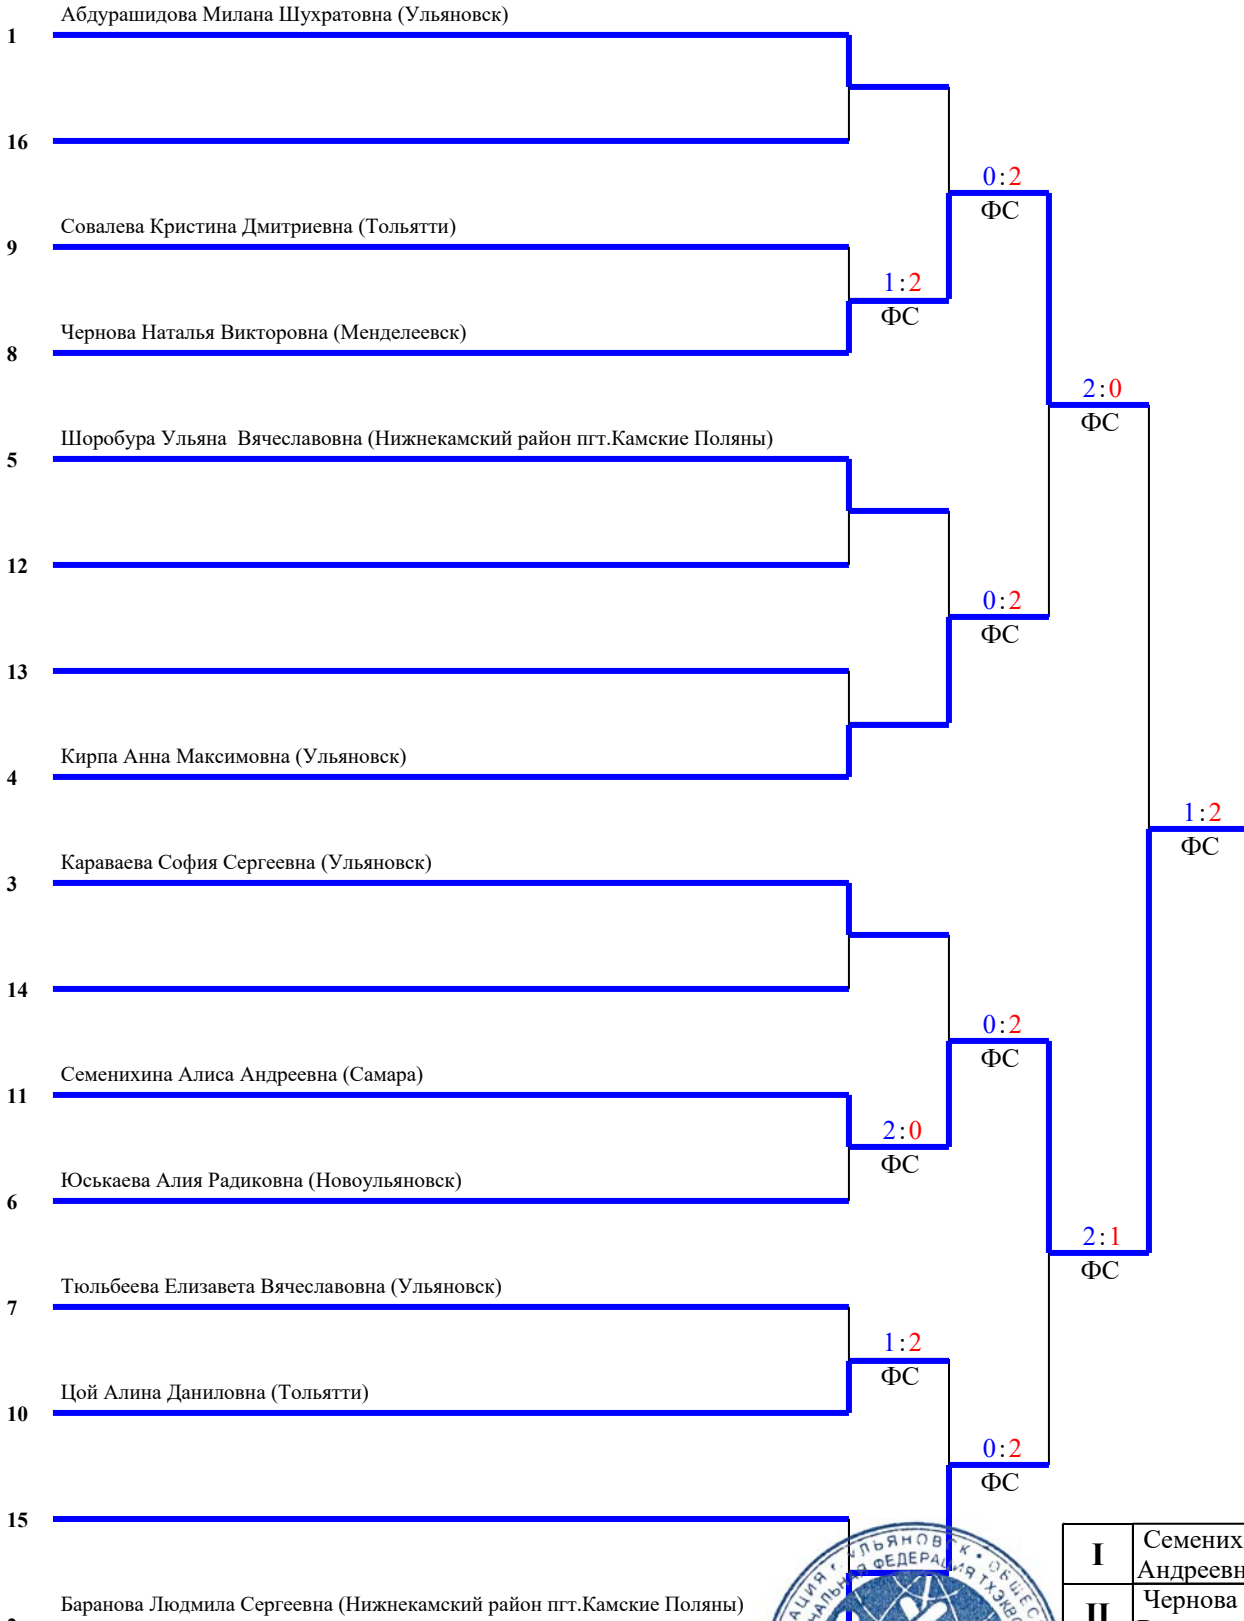 Абдурашидова Милана Шухратовна (Ульяновск)
1
16
0:2
ФС
Совалева Кристина Дмитриевна (Тольятти)
9
1:2
ФС
Чернова Наталья Викторовна (Менделеевск)
8
2:0
ФС
Шоробура Ульяна Вячеславовна (Нижнекамский район пгт.Камские Поляны)
5
12
0:2
ФС
13
Кирпа Анна Максимовна (Ульяновск)
4
1:2
ФС
Караваева София Сергеевна (Ульяновск)
3
14
0:2
ФС
Семенихина Алиса Андреевна (Самара)
11
2:0
ФС
Юськаева Алия Радиковна (Новоульяновск)
6
2:1
ФС
Тюльбеева Елизавета Вячеславовна (Ульяновск)
7
1:2
ФС
Цой Алина Даниловна (Тольятти)
10
0:2
ФС
15
I
Семених
Андреевн
II
Чернова
Баранова Людмила Сергеевна (Нижнекамский район пгт.Камские Поляны)